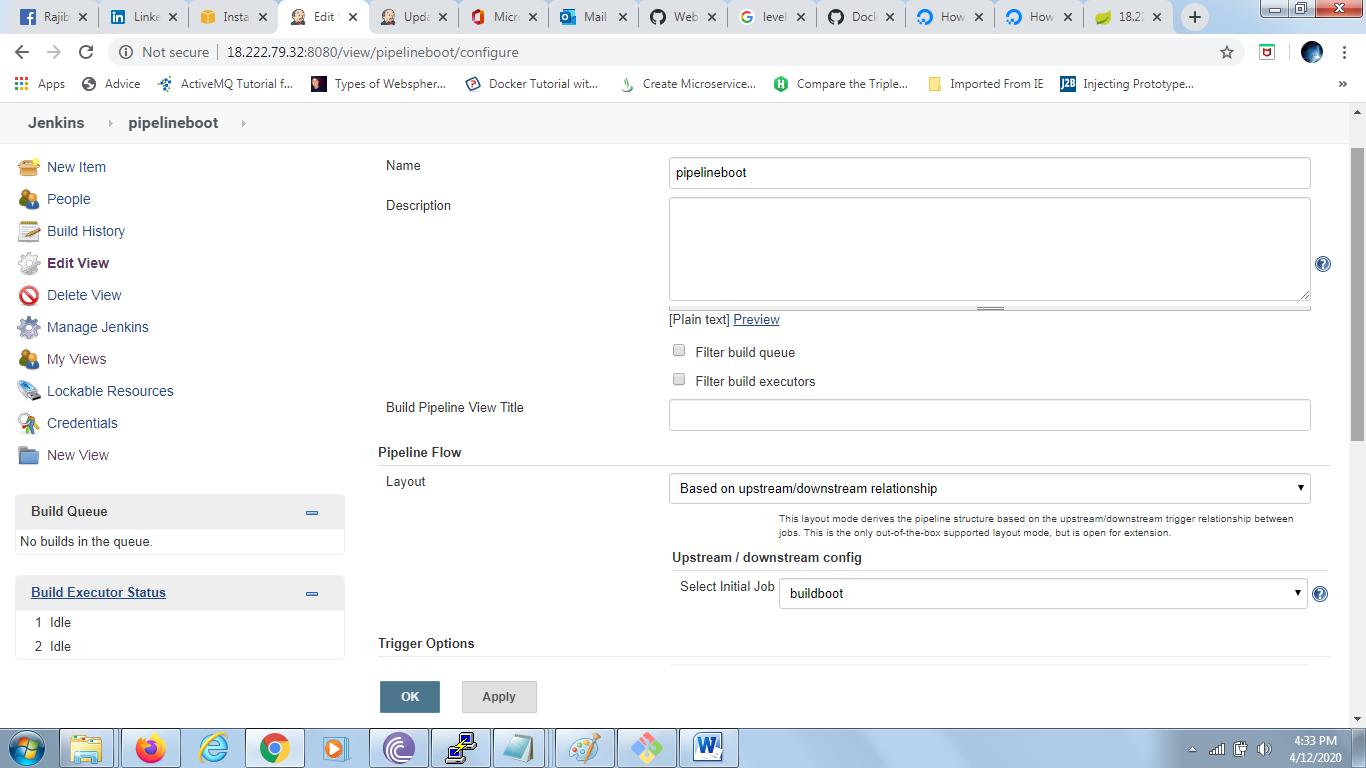 Rajib
Linke
Insta
Edit V
Upda
Micro
Mail
Web
level
Doc
How
How
18.22
Not secure | 18.222.79.32:8080/view/pipelineboot/configure
Apps
Advice
ActiveMQ Tutorial f...
Types of Webspher...
Docker Tutorial wit...
Create Microservice...
Compare the Triple...
Imported From IE
J2B
Injecting Prototype...
»
Jenkins
pipelineboot
New Item
People
Build History
Edit View
Delete View
Manage Jenkins
My Views
Lockable Resources
Credentials
New View
Build Queue
No builds in the queue.
Build Executor Status
1 Idle
2 Idle
Name
pipelineboot
Description
[Plain text] Preview
Filter build queue
Filter build executors
Build Pipeline View Title
Pipeline Flow
Layout
Based on upstream/downstream relationship
This layout mode derives the pipeline structure based on the upstream/downstream trigger relationship between
jobs. This is the only out-of-the-box supported layout mode, but is open for extension.
Upstream / downstream config
Select Initial Job
buildboot
Trigger Options
OK
Apply
4:33 PM
4/12/2020